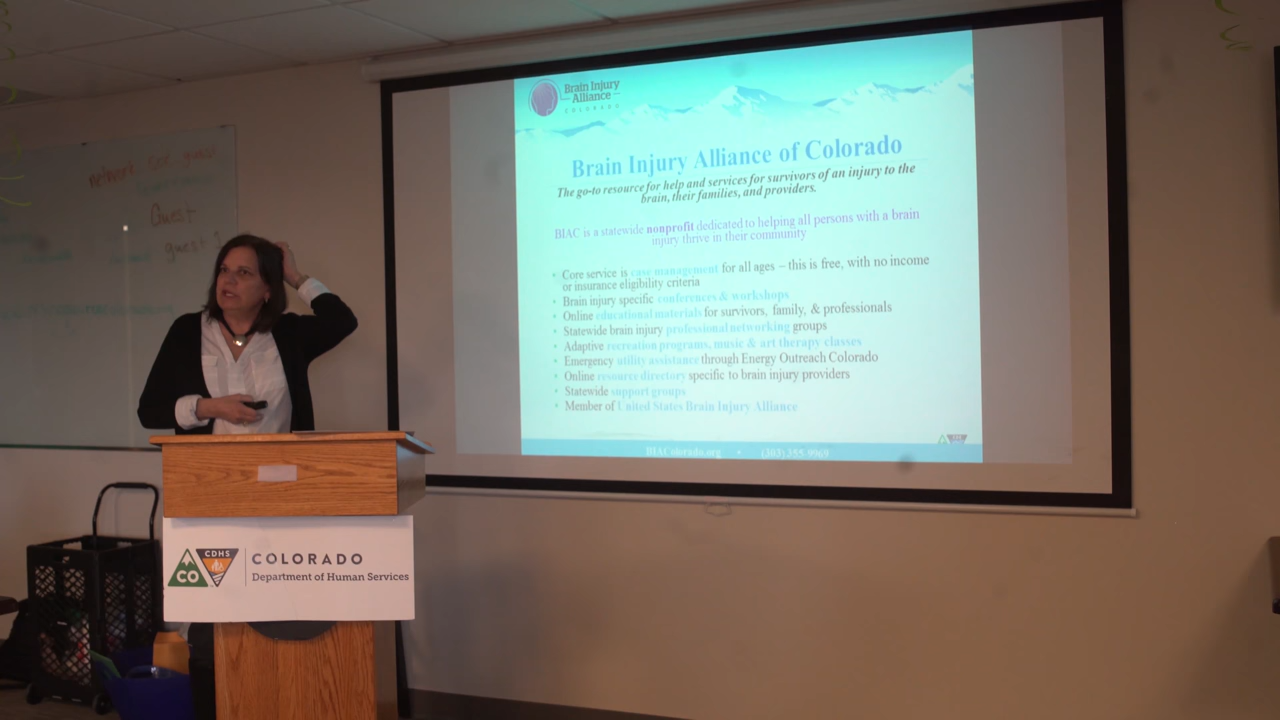 network: CDHS guest
Guest
guest1
Brain Injury
Alliance
COLORADO
Brain Injury Alliance of Colorado
The go-to resource for help and services for survivors of an injury to the
brain, their families, and providers.
BIAC is a statewide nonprofit dedicated to helping all persons with a brain
injury thrive in their community
• Core service is case management for all ages – this is free, with no income
or insurance eligibility criteria
• Brain injury specific conferences & workshops
• Online educational materials for survivors, family, & professionals
• Statewide brain injury professional networking groups
• Adaptive recreation programs, music & art therapy classes
• Emergency utility assistance through Energy Outreach Colorado
• Online resource directory specific to brain injury providers
• Statewide support groups
• Member of United States Brain Injury Alliance
BIAColorado.org • (303) 355-9969
CO CDHS COLORADO
Department of Human Services